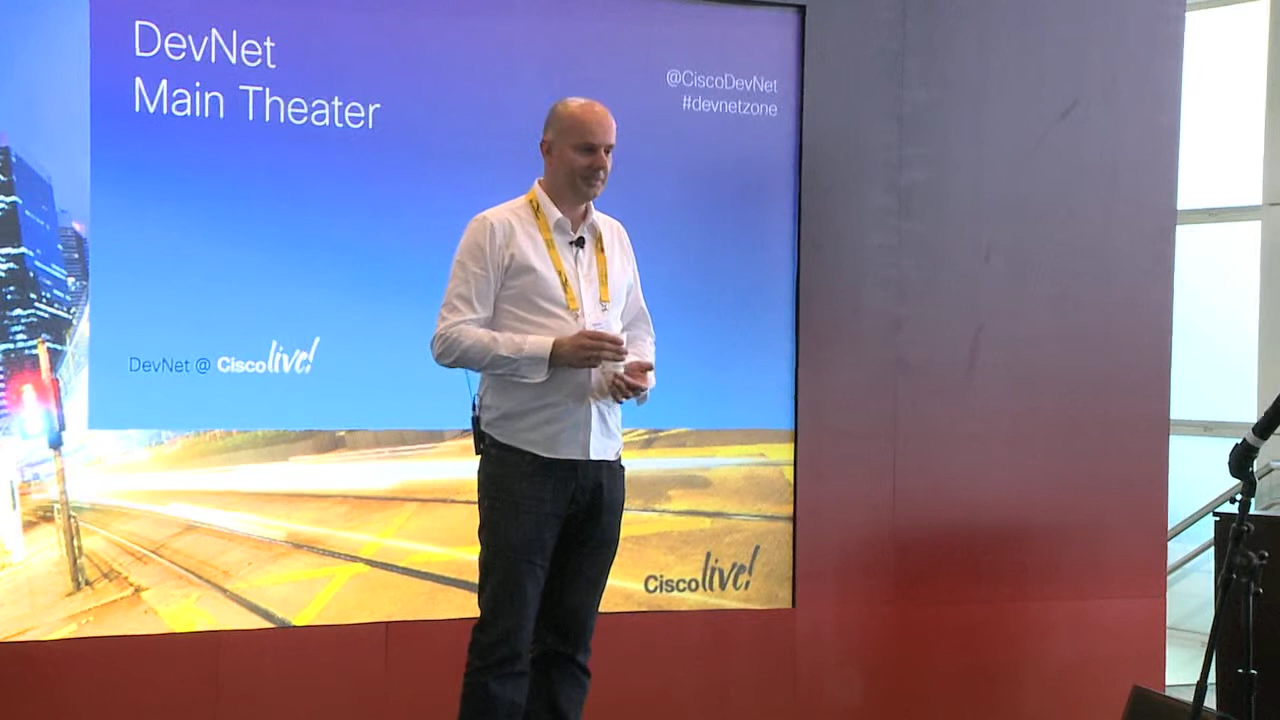 DevNet
Main Theater
@CiscoDevNet
#devnetzone
DevNet @ Cisco live!
Cisco live!